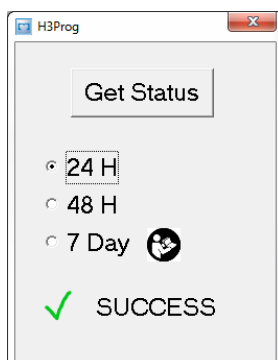 H3Prog
Get Status
24 H
48 H
7 Day
SUCCESS